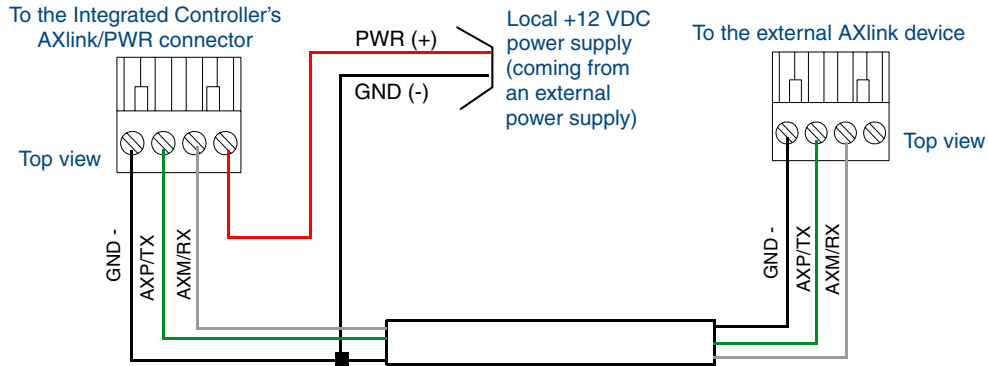 To the Integrated Controller's
AXlink/PWR connector
PWR (+)
GND (-)
Local +12 VDC
power supply
(coming from
an external
power supply)
To the external AXlink device
Top view
Top view
GND -
AXP/TX
AXM/RX
GND -
AXP/TX
AXM/RX